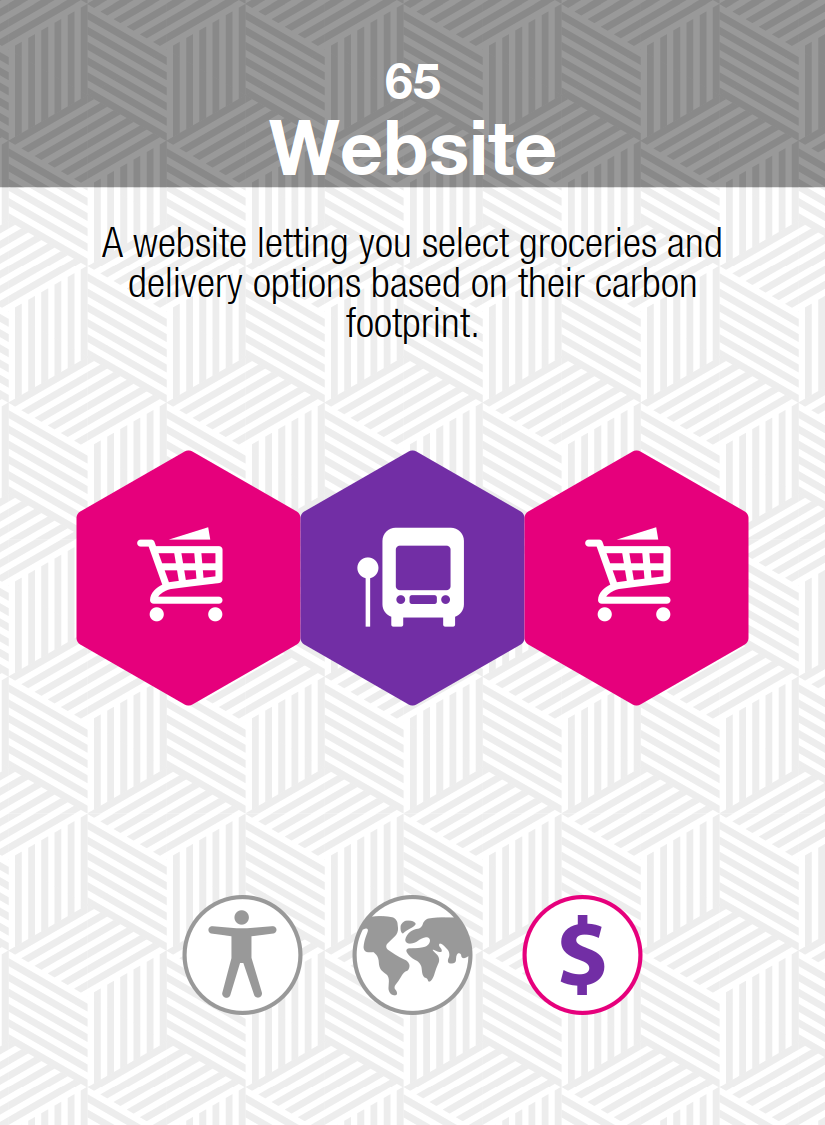 65
Website
A website letting you select groceries and
delivery options based on their carbon
footprint.
$